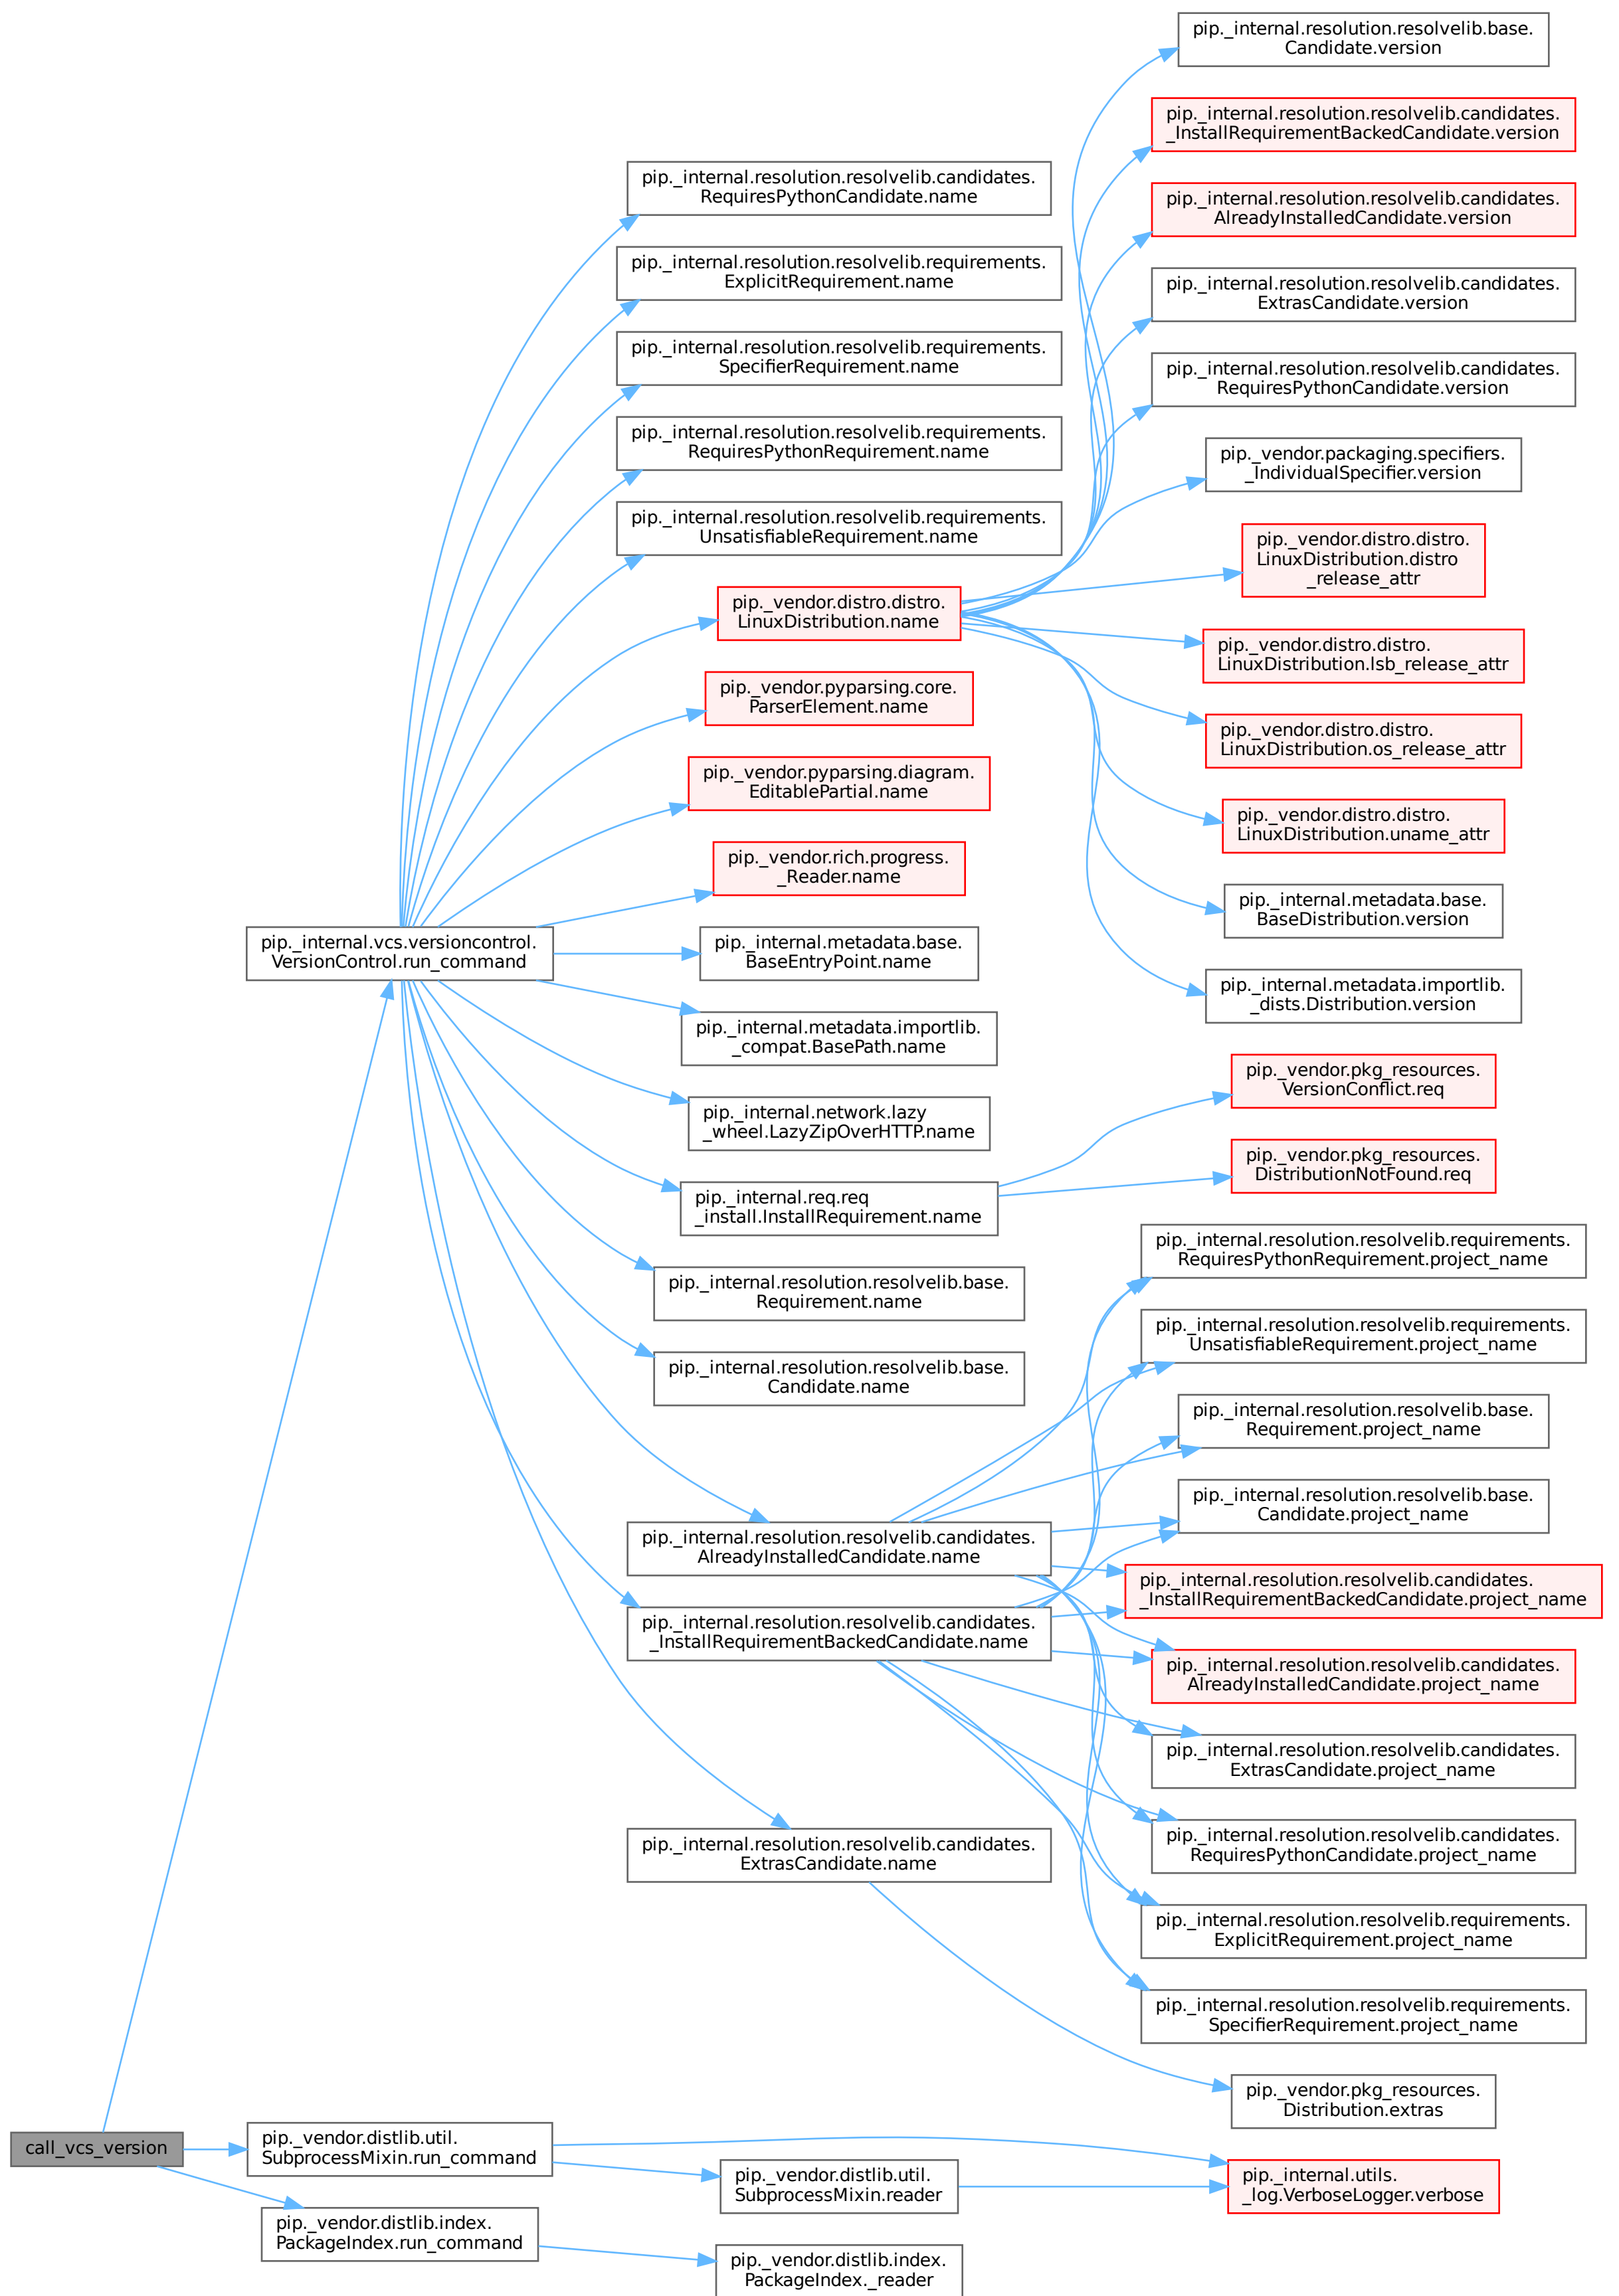 pip._internal.resolution.resolvelib.base.
Candidate.version
pip._internal.resolution.resolvelib.candidates.
_InstallRequirementBackedCandidate.version
pip._internal.resolution.resolvelib.candidates.
RequiresPythonCandidate.name
pip._internal.resolution.resolvelib.candidates.
AlreadyInstalledCandidate.version
pip._internal.resolution.resolvelib.requirements.
ExplicitRequirement.name
pip._internal.resolution.resolvelib.candidates.
ExtrasCandidate.version
pip._internal.resolution.resolvelib.requirements.
SpecifierRequirement.name
pip._internal.resolution.resolvelib.candidates.
RequiresPythonCandidate.version
pip._internal.resolution.resolvelib.requirements.
RequiresPythonRequirement.name
pip._vendor.packaging.specifiers.
_IndividualSpecifier.version
pip._internal.resolution.resolvelib.requirements.
UnsatisfiableRequirement.name
pip._vendor.distro.distro.
LinuxDistribution.distro
_release_attr
pip._vendor.distro.distro.
LinuxDistribution.name
pip._vendor.distro.distro.
LinuxDistribution.lsb_release_attr
pip._vendor.pyparsing.core.
ParserElement.name
pip._vendor.distro.distro.
LinuxDistribution.os_release_attr
pip._vendor.pyparsing.diagram.
EditablePartial.name
pip._vendor.distro.distro.
LinuxDistribution.uname_attr
pip._vendor.rich.progress.
_Reader.name
pip._internal.metadata.base.
BaseDistribution.version
pip._internal.vcs.versioncontrol.
VersionControl.run_command
pip._internal.metadata.base.
BaseEntryPoint.name
pip._internal.metadata.importlib.
_dists.Distribution.version
pip._internal.metadata.importlib.
_compat.BasePath.name
pip._vendor.pkg_resources.
VersionConflict.req
pip._internal.network.lazy
_wheel.LazyZipOverHTTP.name
pip._vendor.pkg_resources.
DistributionNotFound.req
pip._internal.req.req
_install.InstallRequirement.name
pip._internal.resolution.resolvelib.requirements.
RequiresPythonRequirement.project_name
pip._internal.resolution.resolvelib.base.
Requirement.name
pip._internal.resolution.resolvelib.requirements.
UnsatisfiableRequirement.project_name
pip._internal.resolution.resolvelib.base.
Candidate.name
pip._internal.resolution.resolvelib.base.
Requirement.project_name
pip._internal.resolution.resolvelib.base.
Candidate.project_name
pip._internal.resolution.resolvelib.candidates.
AlreadyInstalledCandidate.name
pip._internal.resolution.resolvelib.candidates.
_InstallRequirementBackedCandidate.project_name
pip._internal.resolution.resolvelib.candidates.
_InstallRequirementBackedCandidate.name
pip._internal.resolution.resolvelib.candidates.
AlreadyInstalledCandidate.project_name
pip._internal.resolution.resolvelib.candidates.
ExtrasCandidate.project_name
pip._internal.resolution.resolvelib.candidates.
RequiresPythonCandidate.project_name
pip._internal.resolution.resolvelib.candidates.
ExtrasCandidate.name
pip._internal.resolution.resolvelib.requirements.
ExplicitRequirement.project_name
pip._internal.resolution.resolvelib.requirements.
SpecifierRequirement.project_name
pip._vendor.pkg_resources.
Distribution.extras
call_vcs_version
pip._vendor.distlib.util.
SubprocessMixin.run_command
pip._vendor.distlib.util.
SubprocessMixin.reader
pip._internal.utils.
_log.VerboseLogger.verbose
pip._vendor.distlib.index.
PackageIndex.run_command
pip._vendor.distlib.index.
PackageIndex._reader